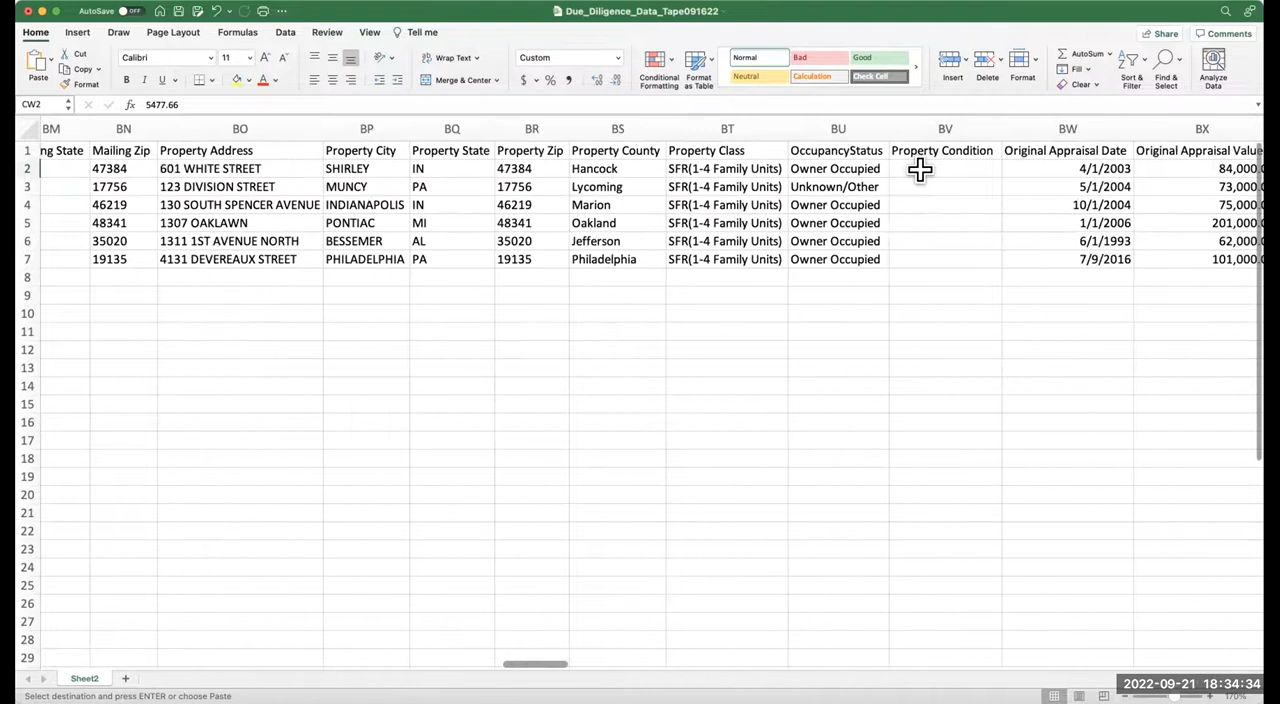 AutoSave OFF Due_Diligence_Data_Tape091622
Home Insert Draw Page Layout Formulas Data Review View Tell me Share Comments
Paste Cut Copy Format Calibri 11 B I U A Wrap Text Merge & Center Custom $ % Conditional Formatting Format as Table Normal Bad Good Neutral Calculation Check Cell Insert Delete Format AutoSum Fill Clear Sort & Filter Find & Select Analyze Data
CW2 fx 5477.66
BM BN BO BP BQ BR BS BT BU BV BW BX
1 ng State Mailing Zip Property Address Property City Property State Property Zip Property County Property Class OccupancyStatus Property Condition Original Appraisal Date Original Appraisal Value
2 47384 601 WHITE STREET SHIRLEY IN 47384 Hancock SFR(1-4 Family Units) Owner Occupied 4/1/2003 84,000.
3 17756 123 DIVISION STREET MUNCY PA 17756 Lycoming SFR(1-4 Family Units) Unknown/Other 5/1/2004 73,000.
4 46219 130 SOUTH SPENCER AVENUE INDIANAPOLIS IN 46219 Marion SFR(1-4 Family Units) Owner Occupied 10/1/2004 75,000.
5 48341 1307 OAKLAWN PONTIAC MI 48341 Oakland SFR(1-4 Family Units) Owner Occupied 1/1/2006 201,000.
6 35020 1311 1ST AVENUE NORTH BESSEMER AL 35020 Jefferson SFR(1-4 Family Units) Owner Occupied 6/1/1993 62,000.
7 19135 4131 DEVEREAUX STREET PHILADELPHIA PA 19135 Philadelphia SFR(1-4 Family Units) Owner Occupied 7/9/2016 101,000.
8
9
10
11
12
13
14
15
16
17
18
19
20
21
22
23
24
25
26
27
28
29
Sheet2
Select destination and press ENTER or choose Paste 170%
2022-09-21 18:34:34